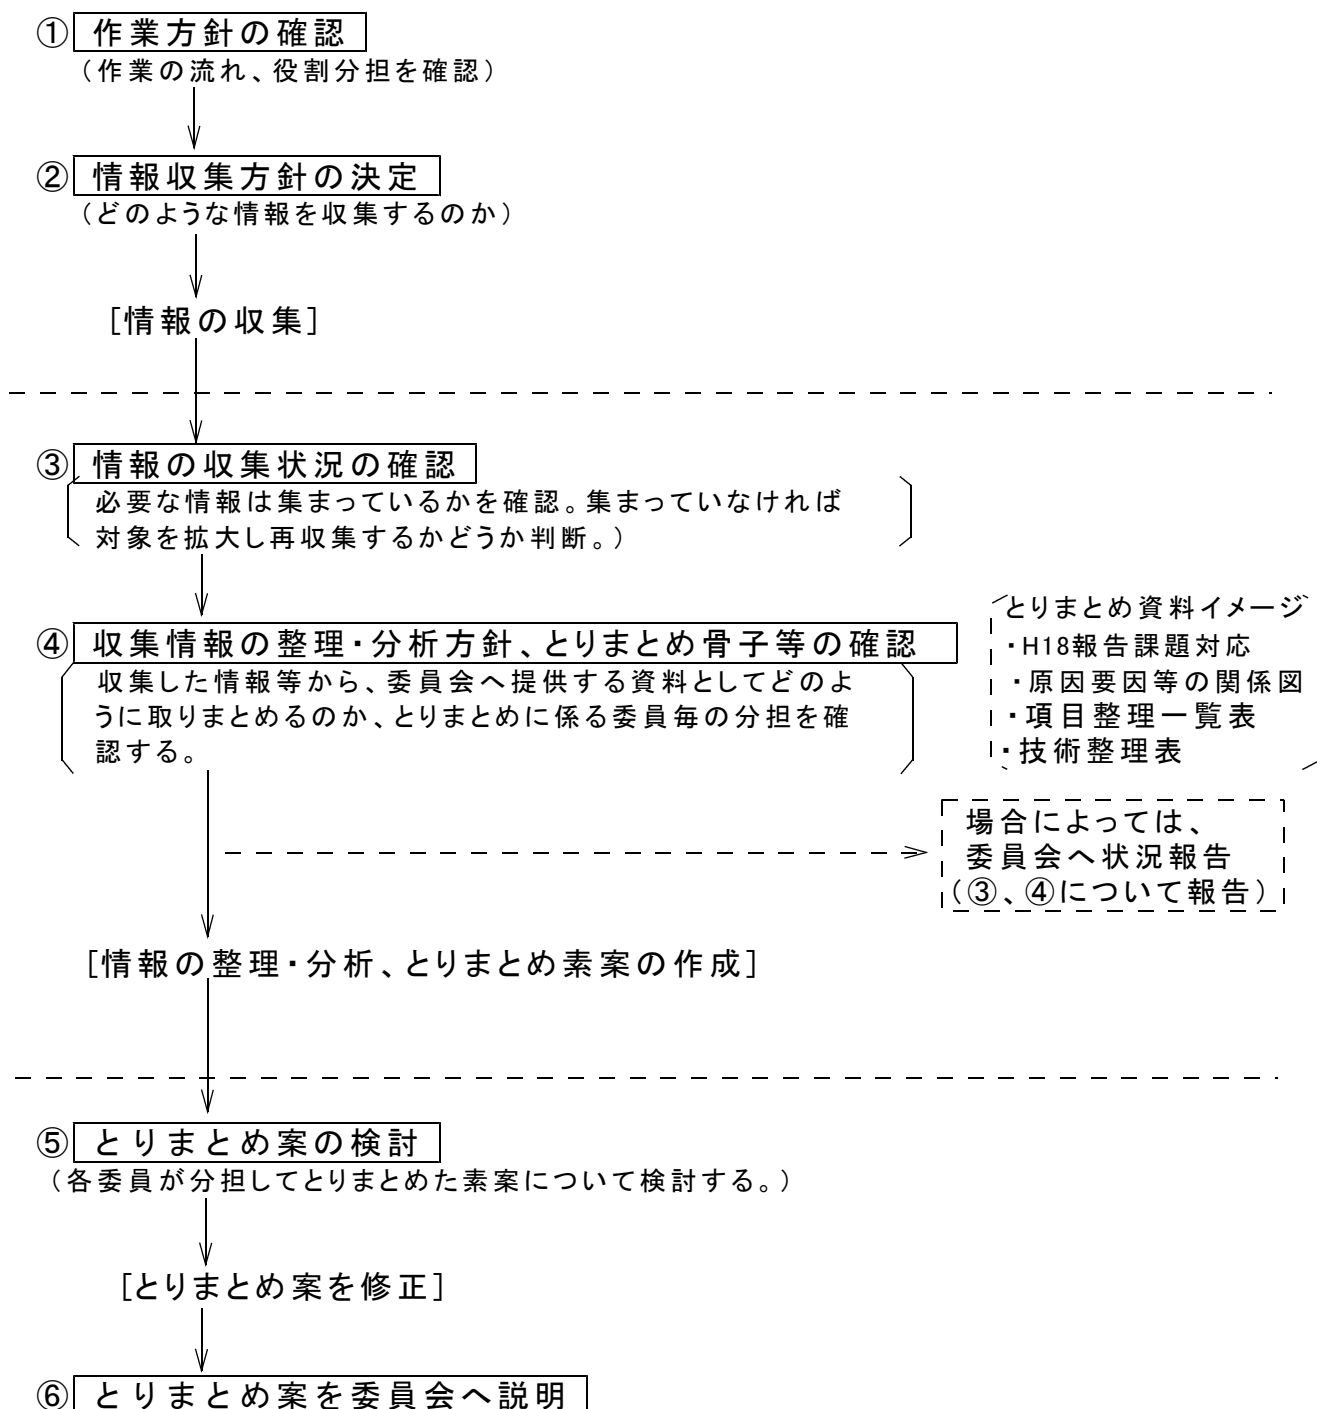 ①作業方針の確認
(作業の流れ、役割分担を確認)
②情報収集方針の決定
(どのような情報を収集するのか)
[情報の収集]
③情報の収集状況の確認
必要な情報は集まっているかを確認。集まっていなければ
対象を拡大し再収集するかどうか判断。)
④収集情報の整理・分析方針、とりまとめ骨子等の確認
収集した情報等から、委員会へ提供する資料としてどのよ
うに取りまとめるのか、とりまとめに係る委員毎の分担を確
認する。
とりまとめ資料イメージ
・H18報告課題対応
・原因要因等の関係図
・項目整理一覧表
・技術整理表
場合によっては、
委員会へ状況報告
(③、④について報告)
[情報の整理・分析、とりまとめ素案の作成]
⑤とりまとめ案の検討
(各委員が分担してとりまとめた素案について検討する。)
[とりまとめ案を修正]
⑥とりまとめ案を委員会へ説明